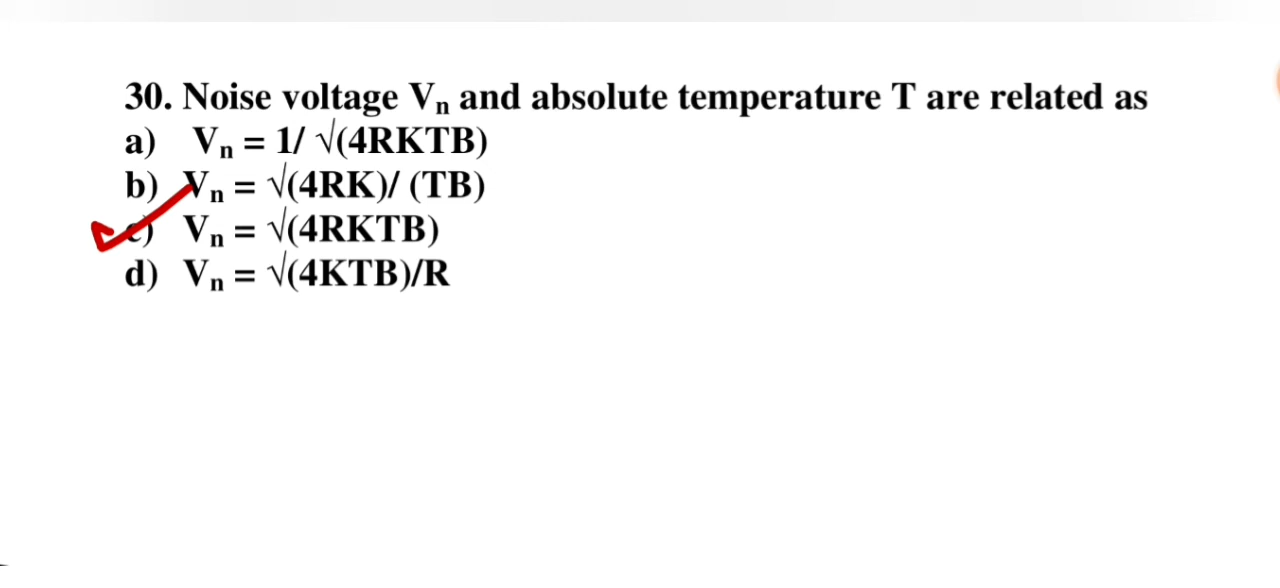 30. Noise voltage Vₙ and absolute temperature T are related as
a) Vₙ = 1/ √(4RKTB)
b) Vₙ = √(4RK)/ (TB)
c) Vₙ = √(4RKTB)
d) Vₙ = √(4KTB)/R